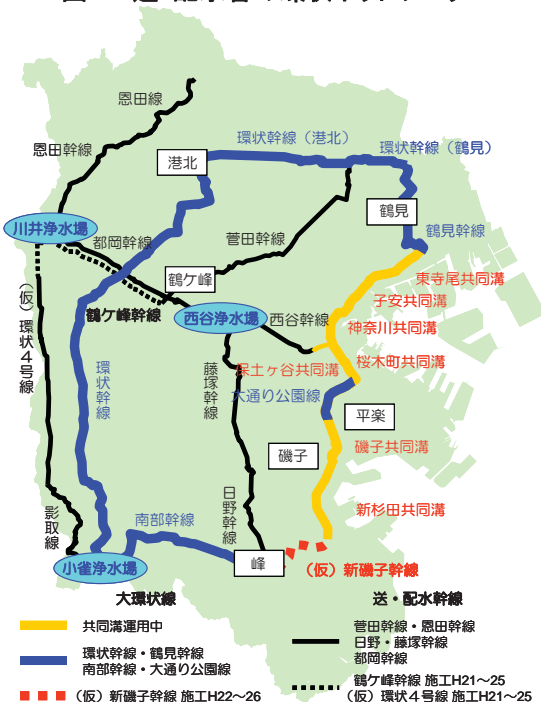 恩田線
環状幹線（港北）
環状幹線（鶴見）
恩田幹線
港北
鶴見
川井浄水場
都岡幹線
菅田幹線
鶴見幹線
鶴ケ峰
東寺尾共同溝
子安共同溝
（仮）環状４号線
鶴ケ峰幹線
西谷浄水場
西谷幹線
神奈川共同溝
保土ヶ谷共同溝
桜木町共同溝
環状幹線
藤塚幹線
大通り公園線
平楽
磯子
磯子共同溝
日野幹線
影取線
新杉田共同溝
南部幹線
小雀浄水場
峰
（仮）新磯子幹線
大環状線
共同溝運用中
環状幹線・鶴見幹線
南部幹線・大通り公園線
（仮）新磯子幹線 施工H22～26
送・配水幹線
菅田幹線・恩田幹線
日野・藤塚幹線
都岡幹線
鶴ケ峰幹線 施工H21～25
（仮）環状４号線 施工H21～25